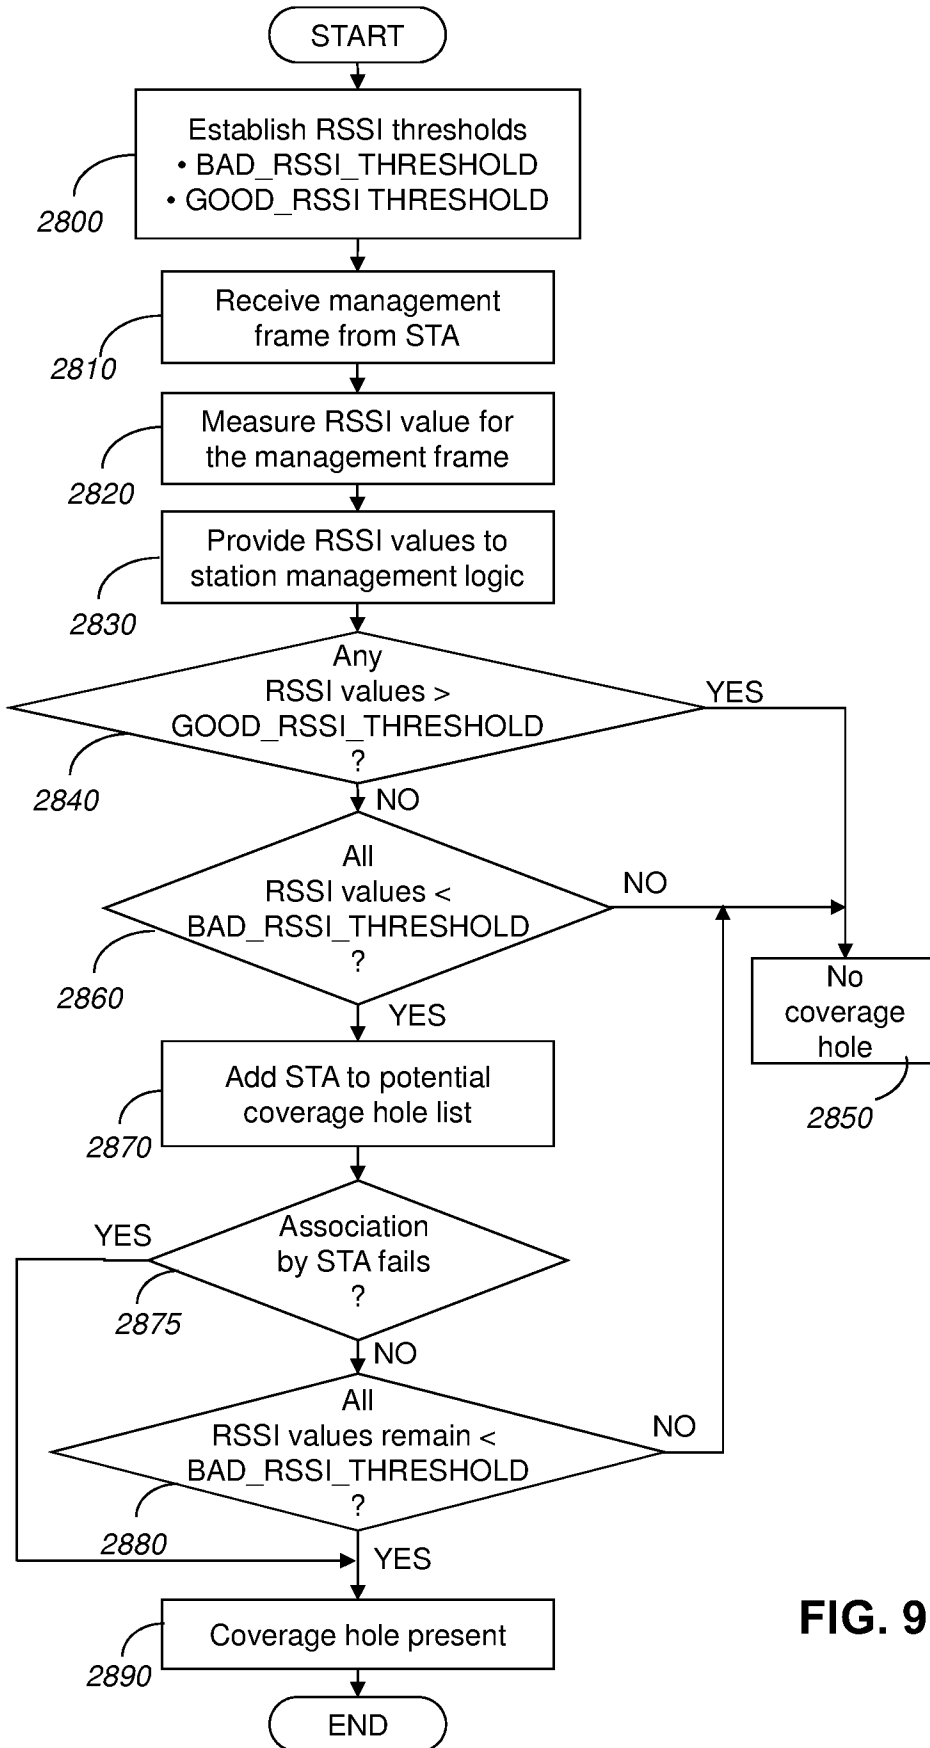 START
Establish RSSI thresholds
• BAD_RSSI_THRESHOLD
• GOOD_RSSI THRESHOLD
2800
Receive management
frame from STA
2810
Measure RSSI value for
the management frame
2820
Provide RSSI values to
station management logic
2830
Any
RSSI values >
GOOD_RSSI_THRESHOLD
?
YES
2840
NO
All
RSSI values <
BAD_RSSI_THRESHOLD
?
NO
2860
YES
No
coverage
hole
2850
Add STA to potential
coverage hole list
2870
Association
by STA fails
?
YES
2875
NO
All
RSSI values remain <
BAD_RSSI_THRESHOLD
?
NO
2880
YES
Coverage hole present
2890
END
FIG. 9